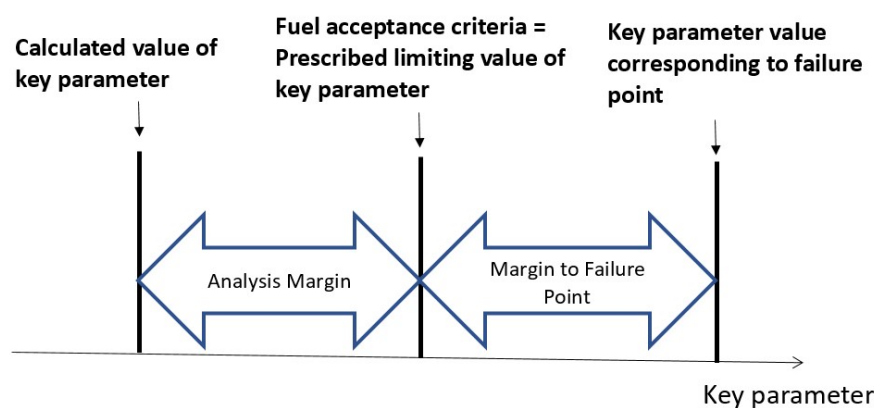 Calculated value of
key parameter
Fuel acceptance criteria =
Prescribed limiting value of
key parameter
Key parameter value
corresponding to failure
point
Analysis Margin
Margin to Failure
Point
Key parameter